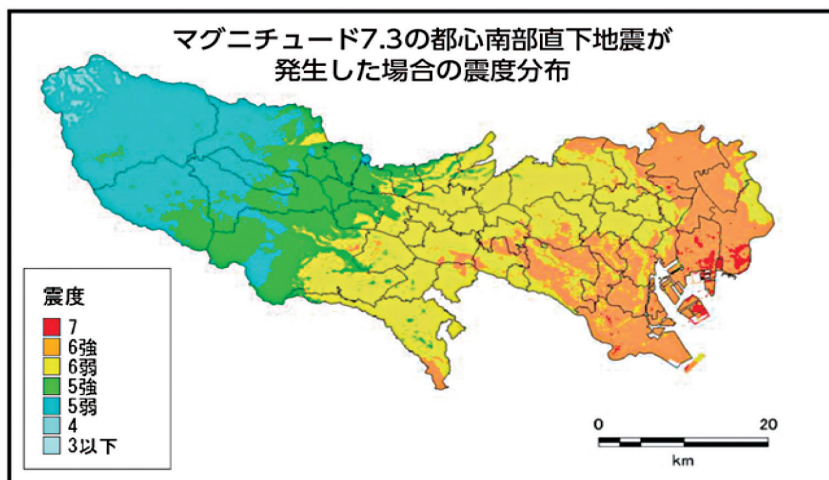 マグニチュード7.3の都心南部直下地震が
発生した場合の震度分布
震度
7
6強
6弱
5強
5弱
4
3以下
0 20
km